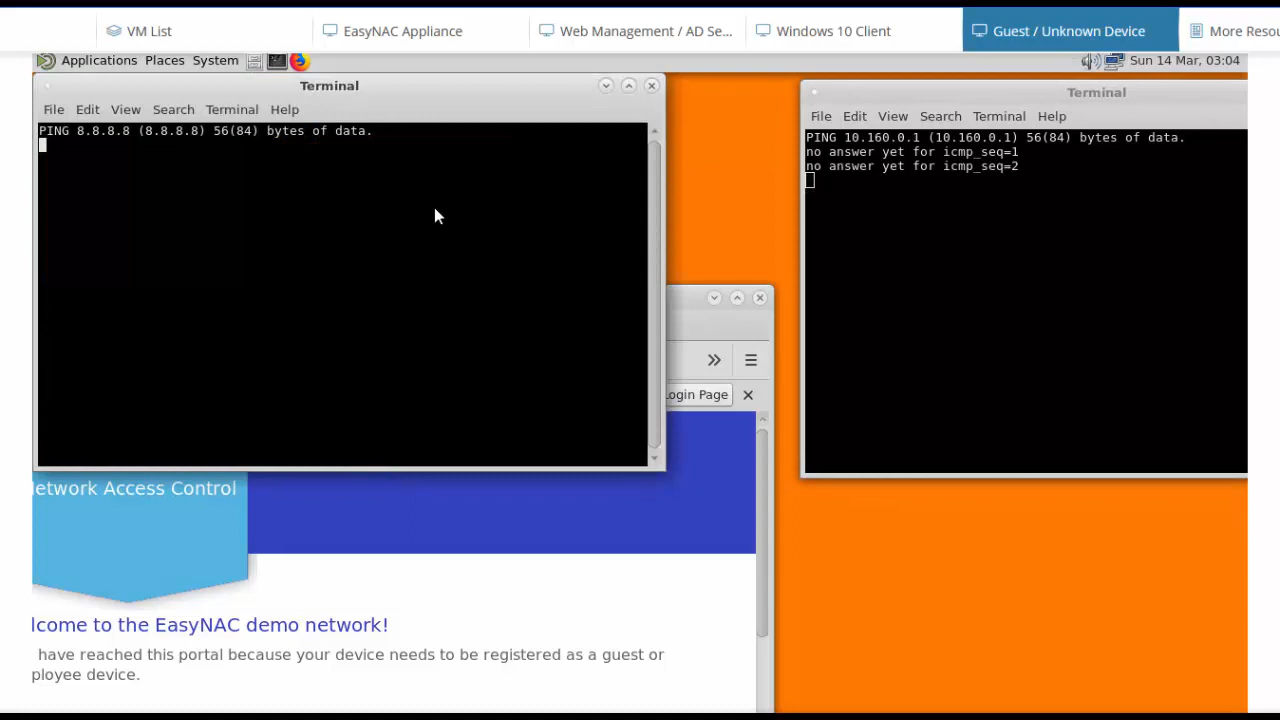 VM List
EasyNAC Appliance
Web Management / AD Se...
Windows 10 Client
Guest / Unknown Device
More Resou
Applications Places System
Sun 14 Mar, 03:04
Terminal
File Edit View Search Terminal Help
PING 8.8.8.8 (8.8.8.8) 56(84) bytes of data.
Terminal
File Edit View Search Terminal Help
PING 10.160.0.1 (10.160.0.1) 56(84) bytes of data.
no answer yet for icmp_seq=1
no answer yet for icmp_seq=2
ogin Page
etwork Access Control
lcome to the EasyNAC demo network!
have reached this portal because your device needs to be registered as a guest or
ployee device.